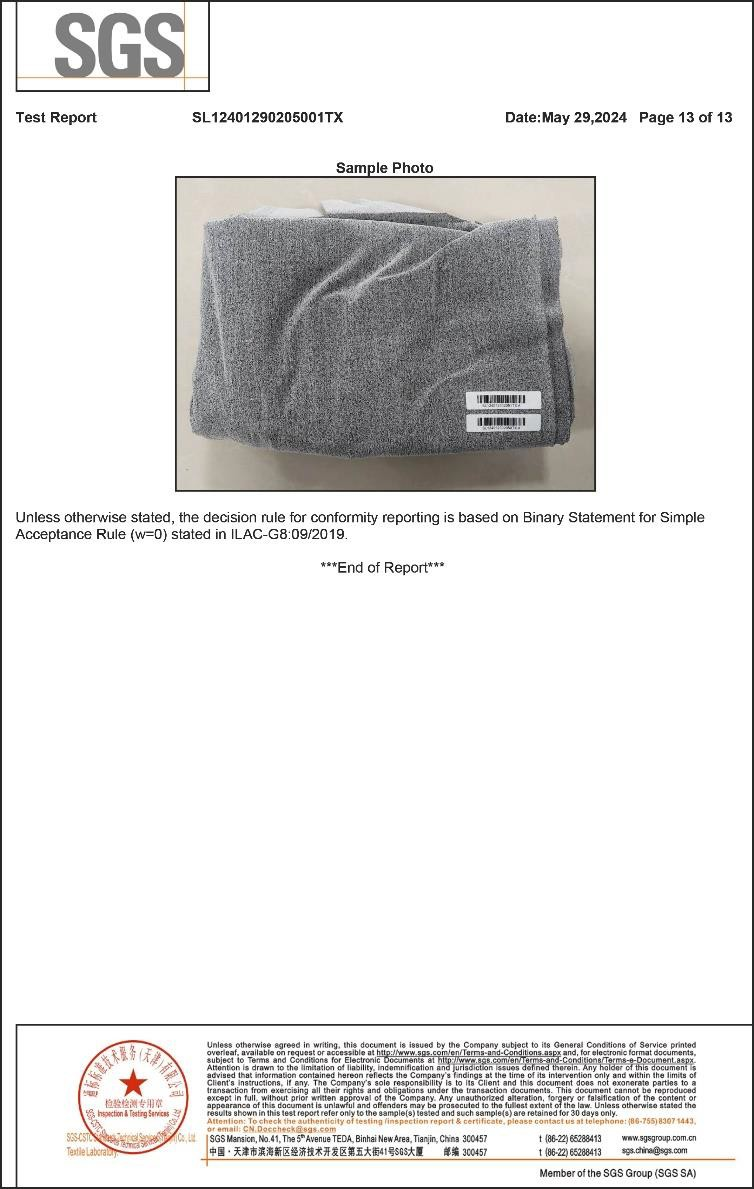 SGS
Test Report SL12401290205001TX Date:May 29,2024 Page 13 of 13
Sample Photo
Unless otherwise stated, the decision rule for conformity reporting is based on Binary Statement for Simple
Acceptance Rule (w=0) stated in ILAC-G8:09/2019.
***End of Report***
Unless otherwise agreed in writing, this document is issued by the Company subject to its General Conditions of Service printed
overleaf, available on request or accessible at http://www.sgs.com/en/Terms-and-Conditions.aspx and, for electronic format documents,
subject to Terms and Conditions for Electronic Documents at http://www.sgs.com/en/Terms-and-Conditions/Terms-e-Document.aspx.
Attention is drawn to the limitation of liability, indemnification and jurisdiction issues defined therein. Any holder of this document is
advised that information contained hereon reflects the Company's findings at the time of its intervention only and within the limits of
Client's instructions, if any. The Company's sole responsibility is to its Client and this document does not exonerate parties to a
transaction from exercising all their rights and obligations under the transaction documents. This document cannot be reproduced
except in full, without prior written approval of the Company. Any unauthorized alteration, forgery or falsification of the content or
appearance of this document is unlawful and offenders may be prosecuted to the fullest extent of the law. Unless otherwise stated the
results shown in this test report refer only to the sample(s) tested and such sample(s) are retained for 30 days only.
Attention: To check the authenticity of testing /inspection report & certificate, please contact us at telephone: (86-755) 8307 1443,
or email: CN.Doccheck@sgs.com
检验检测专用章
Inspection & Testing Services
SGS-CSTC
Textile Laboratory
SGS Mansion, No.41, The 5th Avenue TEDA, Binhai New Area, Tianjin, China 300457 t (86-22) 65288413 www.sgsgroup.com.cn
中国·天津市滨海新区经济技术开发区第五大街41号SGS大厦 邮编 300457 t (86-22) 65288413 sgs.china@sgs.com
Member of the SGS Group (SGS SA)